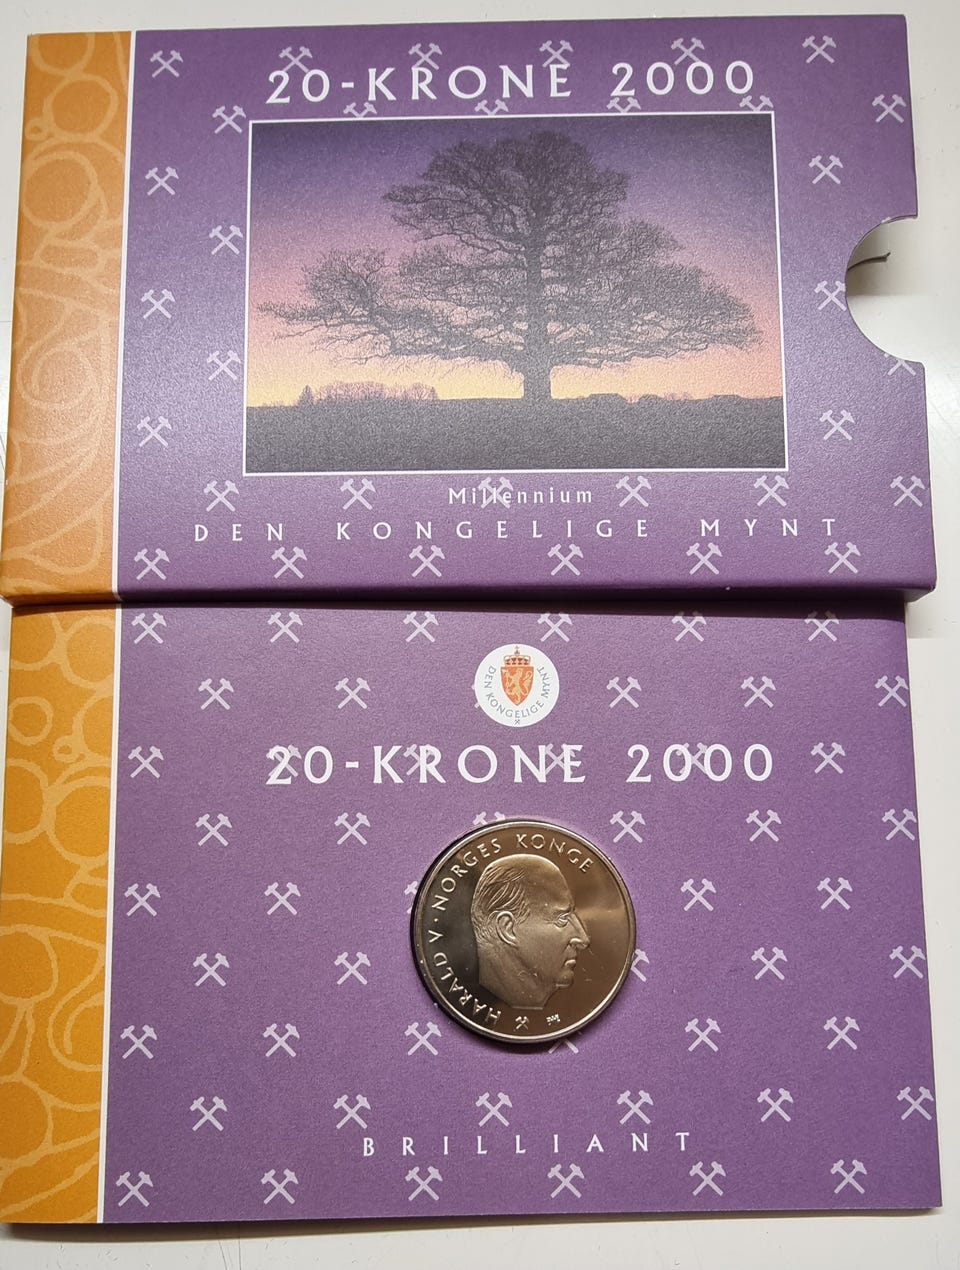 20-KRONE 2000
Millennium
DEN KONGELIGE MYNT
DEN KONGELIGE MYNT
20-KRONE 2000
HARALD V · NORGES KONGE
BRILLIANT